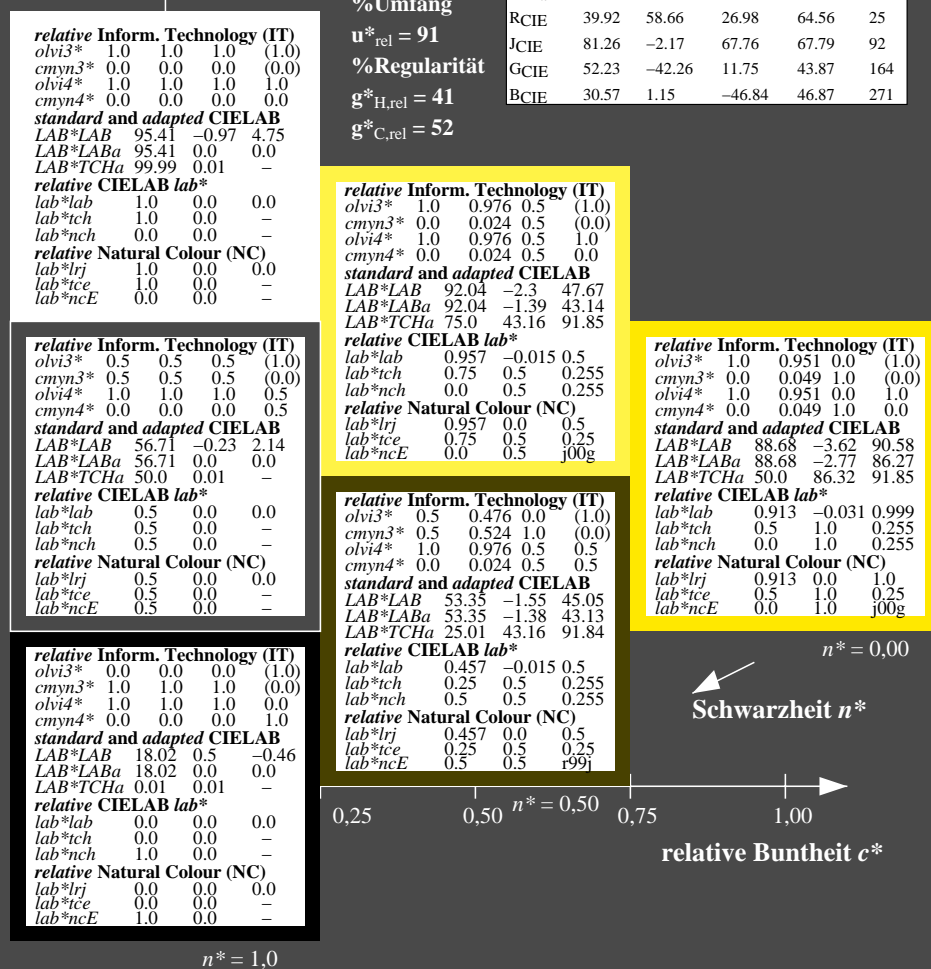 %Umfang
u*rel = 91
%Regularität
g*H,rel = 41
g*C,rel = 52
RCIE 39.92 58.66 26.98 64.56 25
JCIE 81.26 −2.17 67.76 67.79 92
GCIE 52.23 −42.26 11.75 43.87 164
BCIE 30.57 1.15 −46.84 46.87 271
relative Inform. Technology (IT)
olvi3* 1.0 1.0 1.0 (1.0)
cmyn3* 0.0 0.0 0.0 (0.0)
olvi4* 1.0 1.0 1.0 1.0
cmyn4* 0.0 0.0 0.0 0.0
standard and adapted CIELAB
LAB*LAB 95.41 −0.97 4.75
LAB*LABa 95.41 0.0 0.0
LAB*TCHa 99.99 0.01 –
relative CIELAB lab*
lab*lab 1.0 0.0 0.0
lab*tch 1.0 0.0 –
lab*nch 0.0 0.0 –
relative Natural Colour (NC)
lab*lrj 1.0 0.0 0.0
lab*tce 1.0 0.0 –
lab*ncE 0.0 0.0 –
relative Inform. Technology (IT)
olvi3* 1.0 0.976 0.5 (1.0)
cmyn3* 0.0 0.024 0.5 (0.0)
olvi4* 1.0 0.976 0.5 1.0
cmyn4* 0.0 0.024 0.5 0.0
standard and adapted CIELAB
LAB*LAB 92.04 −2.3 47.67
LAB*LABa 92.04 −1.39 43.14
LAB*TCHa 75.0 43.16 91.85
relative CIELAB lab*
lab*lab 0.957 −0.015 0.5
lab*tch 0.75 0.5 0.255
lab*nch 0.0 0.5 0.255
relative Natural Colour (NC)
lab*lrj 0.957 0.0 0.5
lab*tce 0.75 0.5 0.25
lab*ncE 0.0 0.5 j00g
relative Inform. Technology (IT)
olvi3* 0.5 0.5 0.5 (1.0)
cmyn3* 0.5 0.5 0.5 (0.0)
olvi4* 1.0 1.0 1.0 0.5
cmyn4* 0.0 0.0 0.0 0.5
standard and adapted CIELAB
LAB*LAB 56.71 −0.23 2.14
LAB*LABa 56.71 0.0 0.0
LAB*TCHa 50.0 0.01 –
relative CIELAB lab*
lab*lab 0.5 0.0 0.0
lab*tch 0.5 0.0 –
lab*nch 0.5 0.0 –
relative Natural Colour (NC)
lab*lrj 0.5 0.0 0.0
lab*tce 0.5 0.0 –
lab*ncE 0.5 0.0 –
relative Inform. Technology (IT)
olvi3* 1.0 0.951 0.0 (1.0)
cmyn3* 0.0 0.049 1.0 (0.0)
olvi4* 1.0 0.951 0.0 1.0
cmyn4* 0.0 0.049 1.0 0.0
standard and adapted CIELAB
LAB*LAB 88.68 −3.62 90.58
LAB*LABa 88.68 −2.77 86.27
LAB*TCHa 50.0 86.32 91.85
relative CIELAB lab*
lab*lab 0.913 −0.031 0.999
lab*tch 0.5 1.0 0.255
lab*nch 0.0 1.0 0.255
relative Natural Colour (NC)
lab*lrj 0.913 0.0 1.0
lab*tce 0.5 1.0 0.25
lab*ncE 0.0 1.0 j00g
relative Inform. Technology (IT)
olvi3* 0.5 0.476 0.0 (1.0)
cmyn3* 0.5 0.524 1.0 (0.0)
olvi4* 1.0 0.976 0.5 0.5
cmyn4* 0.0 0.024 0.5 0.5
standard and adapted CIELAB
LAB*LAB 53.35 −1.55 45.05
LAB*LABa 53.35 −1.38 43.13
LAB*TCHa 25.01 43.16 91.84
relative CIELAB lab*
lab*lab 0.457 −0.015 0.5
lab*tch 0.25 0.5 0.255
lab*nch 0.5 0.5 0.255
relative Natural Colour (NC)
lab*lrj 0.457 0.0 0.5
lab*tce 0.25 0.5 0.25
lab*ncE 0.5 0.5 r99j
n* = 0,00
Schwarzheit n*
relative Inform. Technology (IT)
olvi3* 0.0 0.0 0.0 (1.0)
cmyn3* 1.0 1.0 1.0 (0.0)
olvi4* 1.0 1.0 1.0 0.0
cmyn4* 0.0 0.0 0.0 1.0
standard and adapted CIELAB
LAB*LAB 18.02 0.5 −0.46
LAB*LABa 18.02 0.0 0.0
LAB*TCHa 0.01 0.01 –
relative CIELAB lab*
lab*lab 0.0 0.0 0.0
lab*tch 0.0 0.0 –
lab*nch 1.0 0.0 –
relative Natural Colour (NC)
lab*lrj 0.0 0.0 0.0
lab*tce 0.0 0.0 –
lab*ncE 1.0 0.0 –
0,25 0,50 n* = 0,50 0,75 1,00
relative Buntheit c*
n* = 1,0